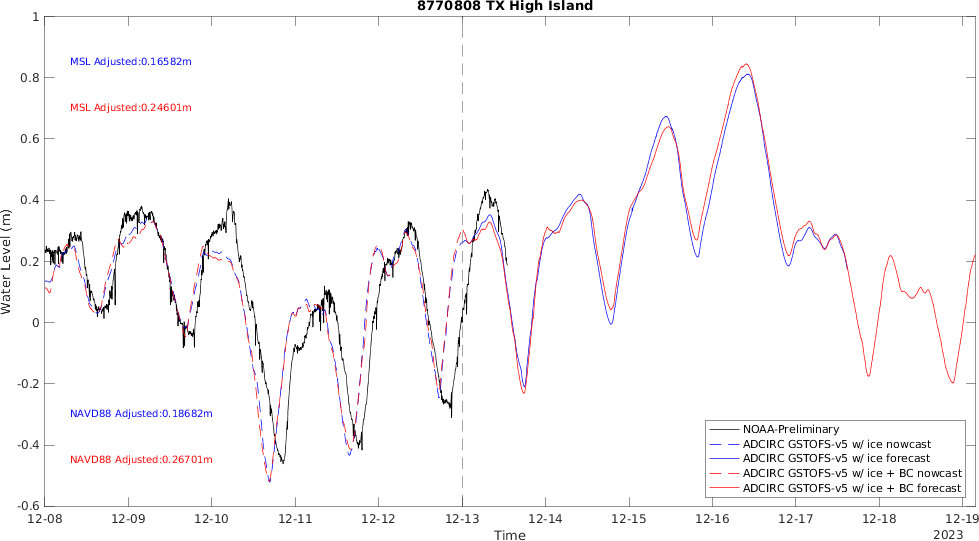 8770808 TX High Island
MSL Adjusted:0.16582m
MSL Adjusted:0.24601m
NAVD88 Adjusted:0.18682m
NAVD88 Adjusted:0.26701m
Water Level (m)
1
0.8
0.6
0.4
0.2
0
-0.2
-0.4
-0.6
NOAA-Preliminary
ADCIRC GSTOFS-v5 w/ ice nowcast
ADCIRC GSTOFS-v5 w/ ice forecast
ADCIRC GSTOFS-v5 w/ ice + BC nowcast
ADCIRC GSTOFS-v5 w/ ice + BC forecast
12-08 12-09 12-10 12-11 12-12 12-13 12-14 12-15 12-16 12-17 12-18 12-19
Time
2023